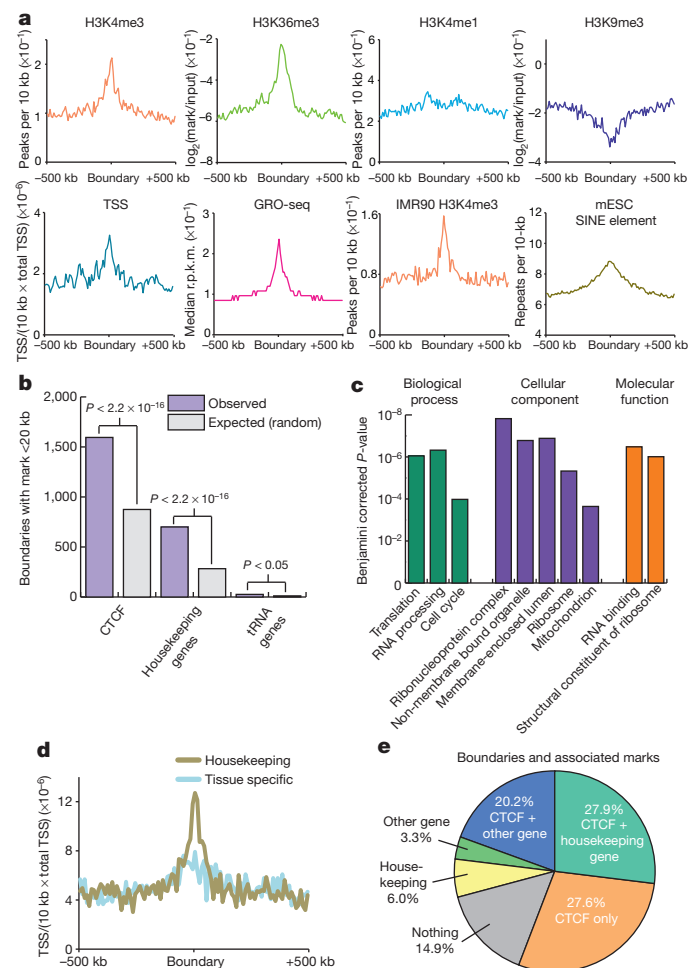 a
H3K4me3
H3K36me3
H3K4me1
H3K9me3
Peaks per 10 kb (×10⁻¹)
3
2
1
0
−500 kb Boundary +500 kb
log₂(mark/input) (×10⁻¹)
−2
−4
−6
−8
−500 kb Boundary +500 kb
Peaks per 10 kb (×10⁻¹)
6
4
2
0
−500 kb Boundary +500 kb
log₂(mark/input) (×10⁻¹)
0
−2
−4
−500 kb Boundary +500 kb
TSS
GRO-seq
IMR90 H3K4me3
mESC
SINE element
TSS/(10 kb × total TSS) (×10⁻⁶)
4
2
0
−500 kb Boundary +500 kb
Median r.p.k.m. (×10⁻¹)
3
2
1
0
−500 kb Boundary +500 kb
Peaks per 10 kb (×10⁻¹)
1.6
1.2
0.8
0.4
0
−500 kb Boundary +500 kb
Repeats per 10-kb
12
10
8
6
4
−500 kb Boundary +500 kb
b
Boundaries with mark <20 kb
2,000
1,500
1,000
500
0
P < 2.2 × 10⁻¹⁶
P < 2.2 × 10⁻¹⁶
P < 0.05
Observed
Expected (random)
CTCF
Housekeeping
genes
tRNA
genes
c
Biological
process
Cellular
component
Molecular
function
Benjamini corrected P-value
10⁻⁸
10⁻⁶
10⁻⁴
10⁻²
0
Translation
RNA processing
Cell cycle
Ribonucleoprotein complex
Non-membrane bound organelle
Membrane-enclosed lumen
Ribosome
Mitochondrion
RNA binding
Structural constituent of ribosome
d
Housekeeping
Tissue specific
TSS/(10 kb × total TSS) (×10⁻⁶)
12
8
4
0
−500 kb Boundary +500 kb
e
Boundaries and associated marks
20.2%
CTCF +
other gene
27.9%
CTCF +
housekeeping
gene
Other gene
3.3%
House-
keeping
6.0%
27.6%
CTCF only
Nothing
14.9%